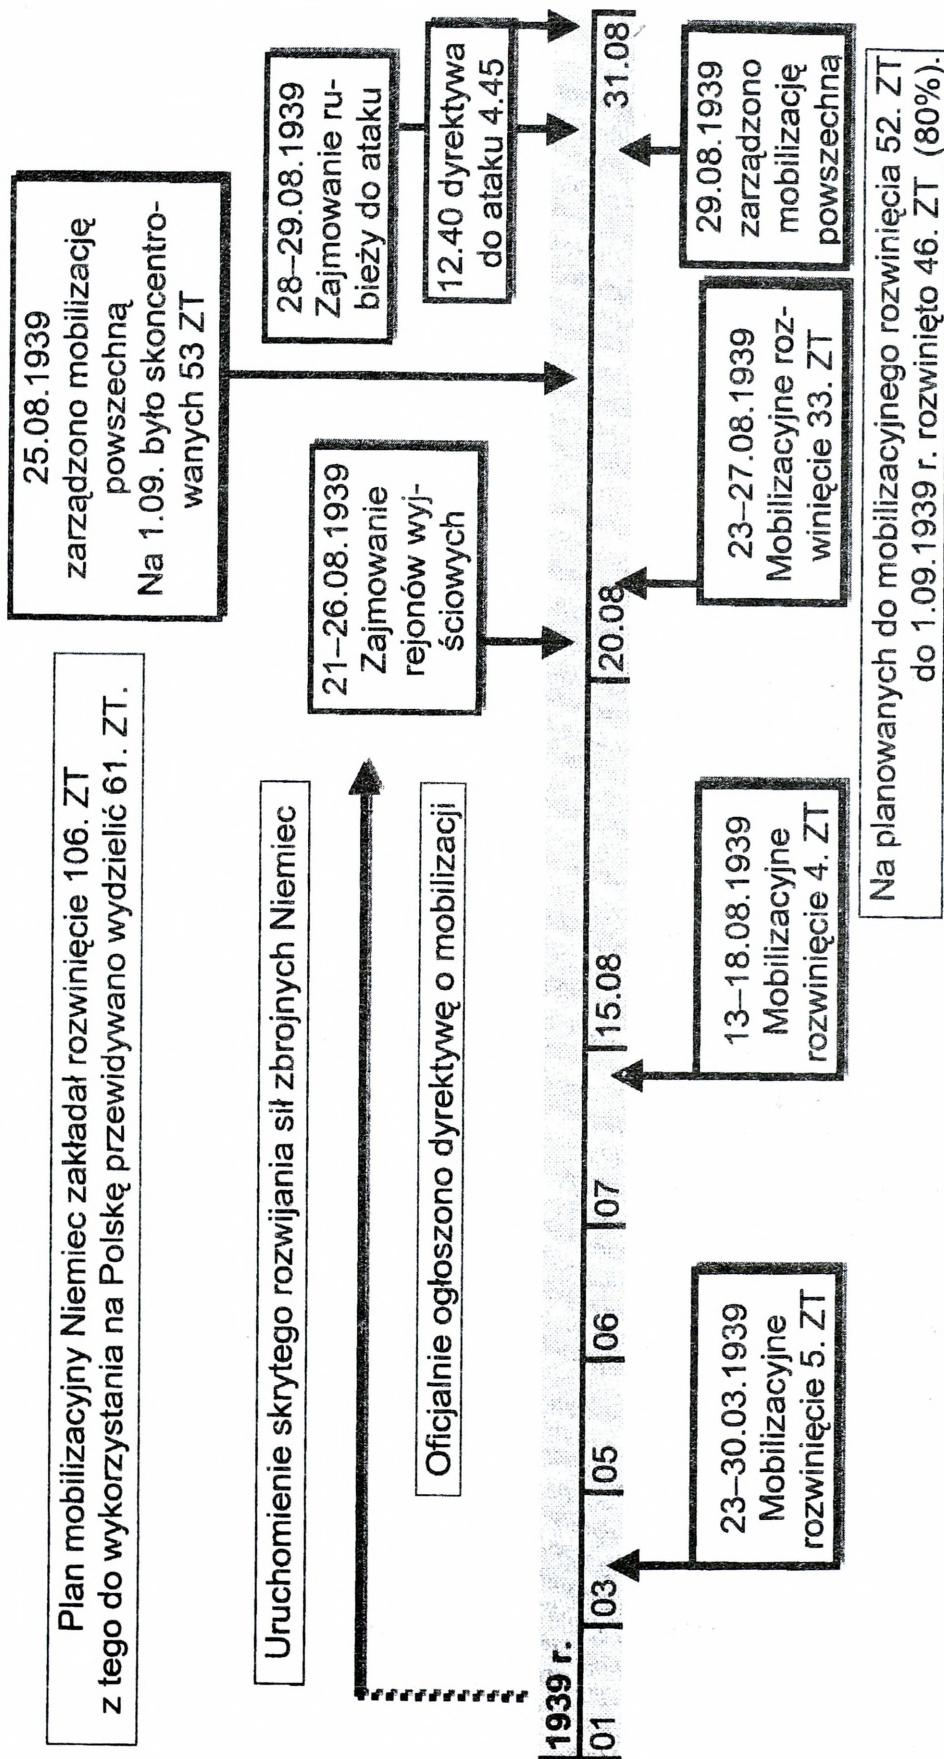 Plan mobilizacyjny Niemiec zakładał rozwinięcie 106. ZT
z tego do wykorzystania na Polskę przewidywano wydzielić 61. ZT.
25.08.1939
zarządzono mobilizację
powszechną
Na 1.09. było skoncentro-
wanych 53 ZT
Uruchomienie skrytego rozwijania sił zbrojnych Niemiec
Oficjalnie ogłoszono dyrektywę o mobilizacji
21–26.08.1939
Zajmowanie
rejonów wyj-
ściowych
28–29.08.1939
Zajmowanie ru-
bieży do ataku
12.40 dyrektywa
do ataku 4.45
1939 r.
01
03
05
06
07
15.08
20.08
31.08
23–30.03.1939
Mobilizacyjne
rozwinięcie 5. ZT
13–18.08.1939
Mobilizacyjne
rozwinięcie 4. ZT
23–27.08.1939
Mobilizacyjne roz-
winięcie 33. ZT
29.08.1939
zarządzono
mobilizację
powszechną
Na planowanych do mobilizacyjnego rozwinięcia 52. ZT
do 1.09.1939 r. rozwinięto 46. ZT (80%).